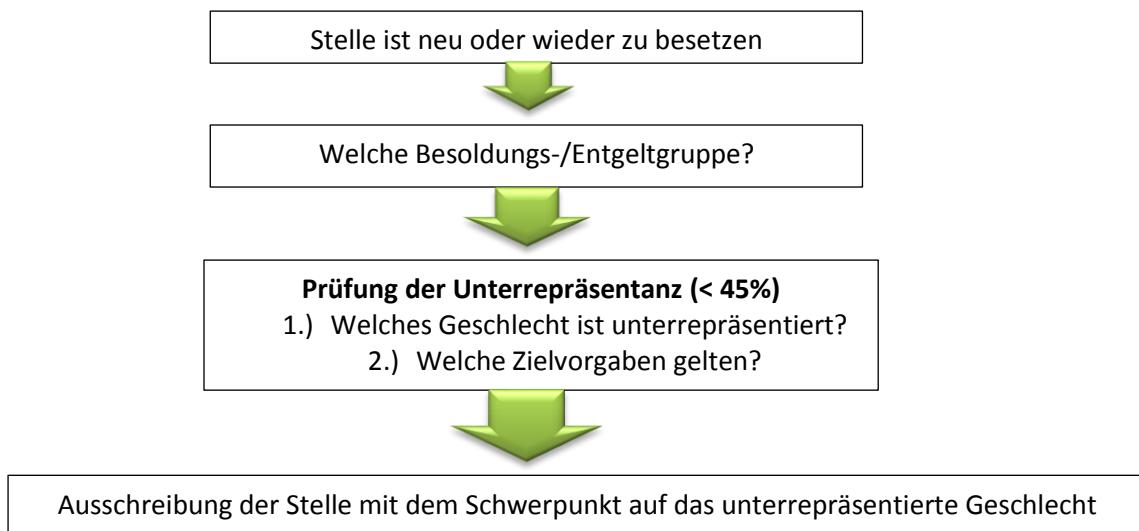 Stelle ist neu oder wieder zu besetzen
Welche Besoldungs-/Entgeltgruppe?
Prüfung der Unterrepräsentanz (< 45%)
1.) Welches Geschlecht ist unterrepräsentiert?
2.) Welche Zielvorgaben gelten?
Ausschreibung der Stelle mit dem Schwerpunkt auf das unterrepräsentierte Geschlecht